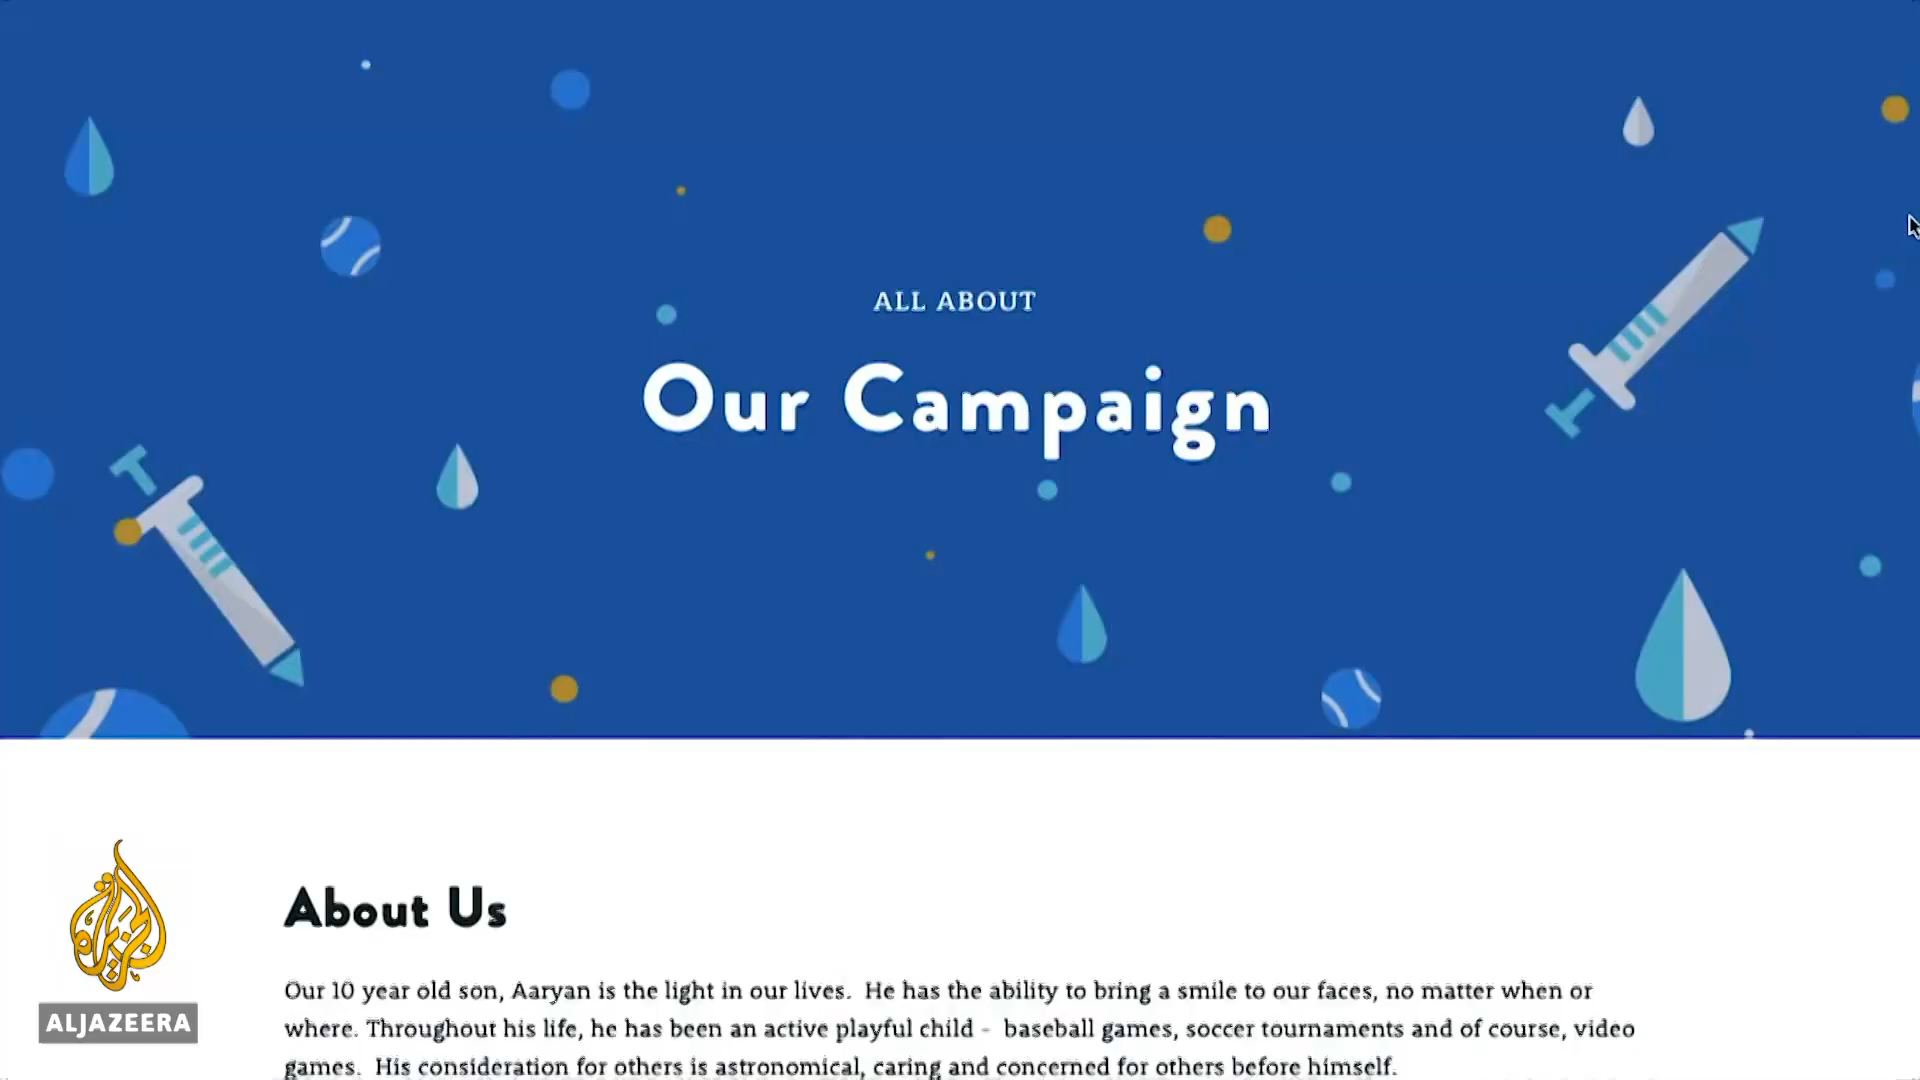 ALL ABOUT
Our Campaign
About Us
Our 10 year old son, Aaryan is the light in our lives. He has the ability to bring a smile to our faces, no matter when or
where. Throughout his life, he has been an active playful child - baseball games, soccer tournaments and of course, video
games. His consideration for others is astronomical, caring and concerned for others before himself.
الجزيرة
ALJAZEERA